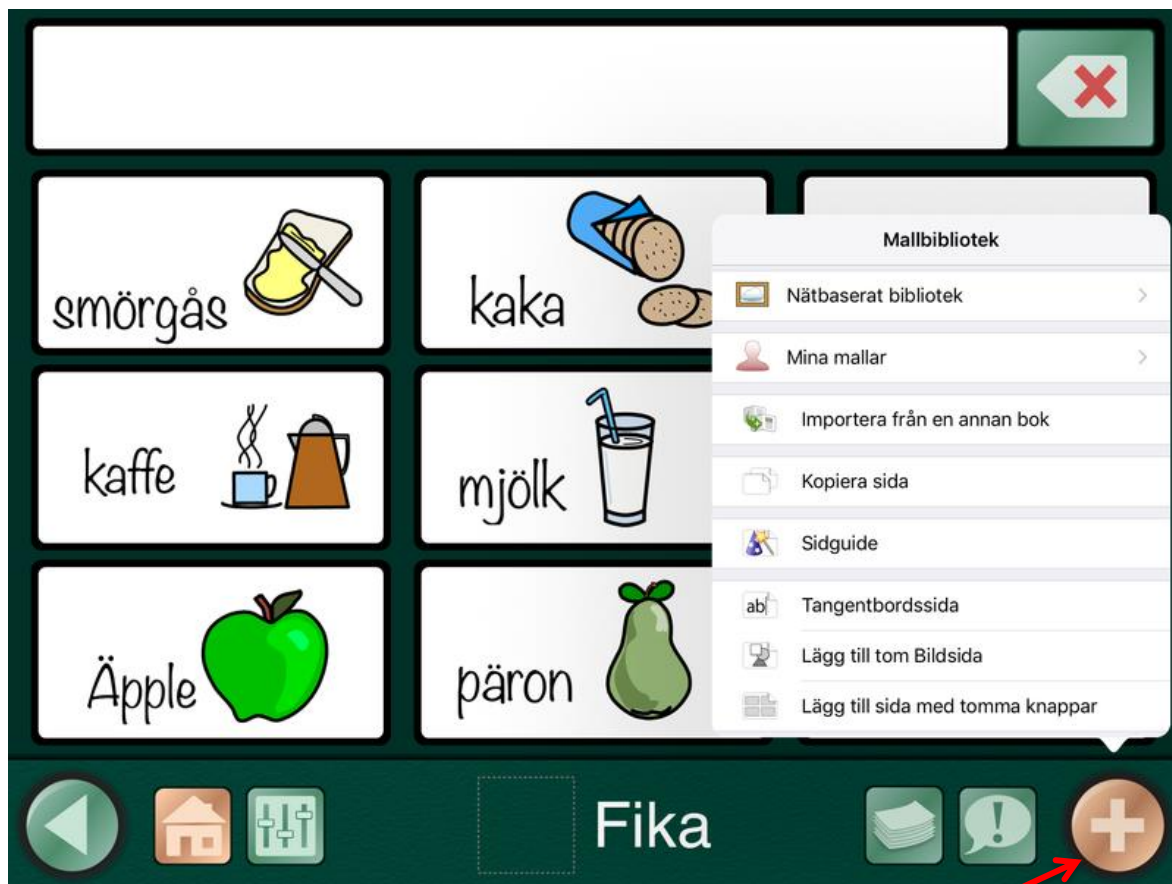 smörgås
kaka
kaffe
mjölk
Äpple
päron
Mallbibliotek
Nätbaserat bibliotek
Mina mallar
Importera från en annan bok
Kopiera sida
Sidguide
ab
Tangentbordssida
Lägg till tom Bildsida
Lägg till sida med tomma knappar
Fika